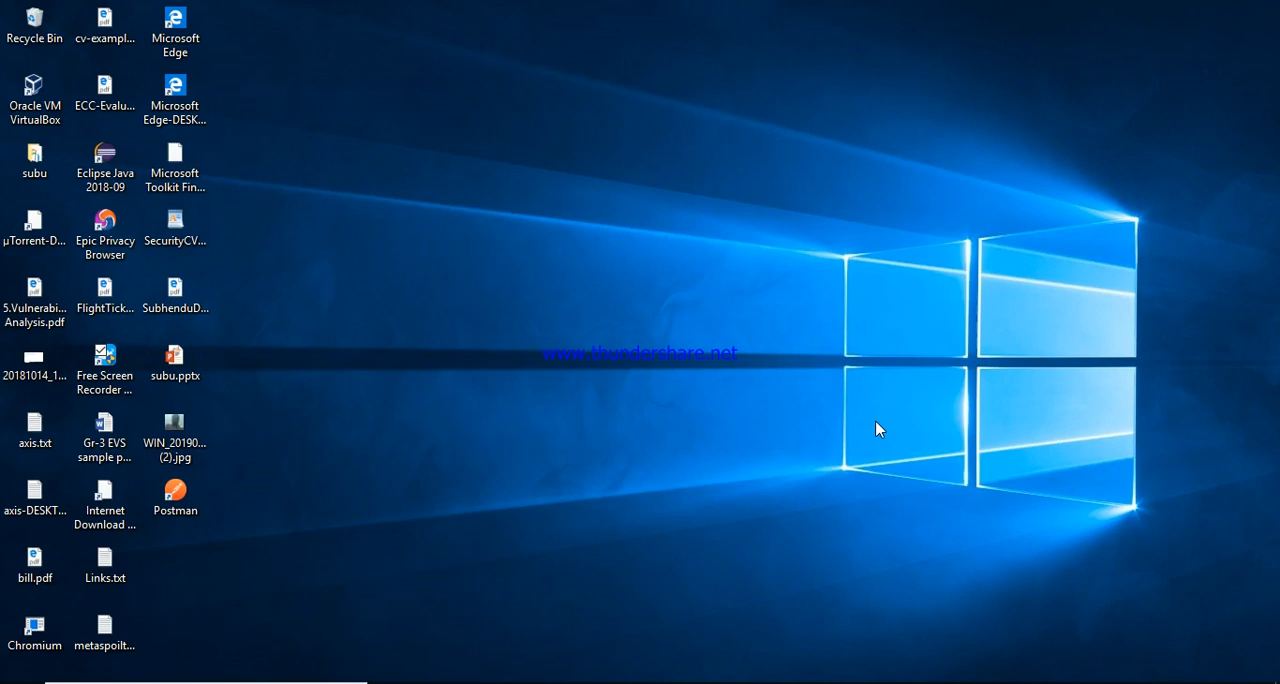 Recycle Bin
cv-exampl...
Microsoft
Edge
Oracle VM
VirtualBox
ECC-Evalu...
Microsoft
Edge-DESK...
subu
Eclipse Java
2018-09
Microsoft
Toolkit Fin...
µTorrent-D...
Epic Privacy
Browser
SecurityCV...
5.Vulnerabi...
Analysis.pdf
FlightTick...
SubhenduD...
www.thundershare.net
20181014_1...
Free Screen
Recorder ...
subu.pptx
axis.txt
Gr-3 EVS
sample p...
WIN_20190...
(2).jpg
axis-DESKT...
Internet
Download ...
Postman
bill.pdf
Links.txt
Chromium
metaspoilt...